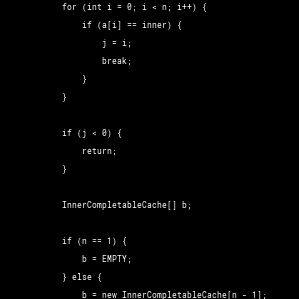 for (int i = 0; i < n; i++) {
    if (a[i] == inner) {
        j = i;
        break;
    }
}

if (j < 0) {
    return;
}

InnerCompletableCache[] b;

if (n == 1) {
    b = EMPTY;
} else {
    b = new InnerCompletableCache[n - 1];